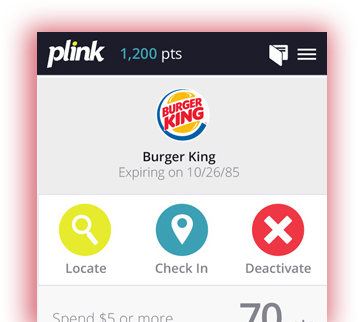 plink 1,200 pts
BURGER
KING
Burger King
Expiring on 10/26/85
Locate Check In Deactivate
Spend $5 or more 70